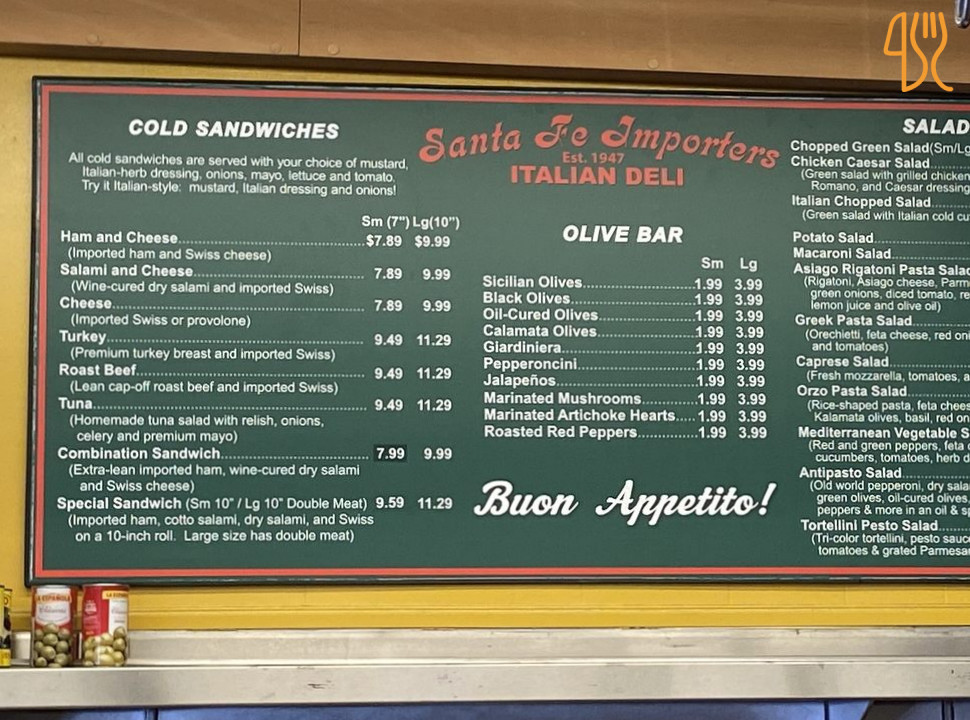 COLD SANDWICHES
All cold sandwiches are served with your choice of mustard,
Italian-herb dressing, onions, mayo, lettuce and tomato.
Try it Italian-style: mustard, Italian dressing and onions!
Sm (7") Lg(10")
Ham and Cheese $7.89 $9.99
(Imported ham and Swiss cheese)
Salami and Cheese 7.89 9.99
(Wine-cured dry salami and imported Swiss)
Cheese 7.89 9.99
(Imported Swiss or provolone)
Turkey 9.49 11.29
(Premium turkey breast and imported Swiss)
Roast Beef 9.49 11.29
(Lean cap-off roast beef and imported Swiss)
Tuna 9.49 11.29
(Homemade tuna salad with relish, onions,
celery and premium mayo)
Combination Sandwich 7.99 9.99
(Extra-lean imported ham, wine-cured dry salami
and Swiss cheese)
Special Sandwich (Sm 10" / Lg 10" Double Meat) 9.59 11.29
(Imported ham, cotto salami, dry salami, and Swiss
on a 10-inch roll. Large size has double meat)
Santa Fe Importers
Est. 1947
ITALIAN DELI
OLIVE BAR
Sm Lg
Sicilian Olives 1.99 3.99
Black Olives 1.99 3.99
Oil-Cured Olives 1.99 3.99
Calamata Olives 1.99 3.99
Giardiniera 1.99 3.99
Pepperoncini 1.99 3.99
Jalapeños 1.99 3.99
Marinated Mushrooms 1.99 3.99
Marinated Artichoke Hearts 1.99 3.99
Roasted Red Peppers 1.99 3.99
Buon Appetito!
SALAD
Chopped Green Salad(Sm/Lg
Chicken Caesar Salad
(Green salad with grilled chicken
Romano, and Caesar dressing
Italian Chopped Salad
(Green salad with Italian cold
Potato Salad
Macaroni Salad
Asiago Rigatoni Pasta Salad
(Rigatoni, Asiago cheese,
green onions, diced tomato,
lemon juice and olive oil)
Greek Pasta Salad
(Orechietti, feta cheese, red
and tomatoes)
Caprese Salad
(Fresh mozzarella, tomatoes,
Orzo Pasta Salad
(Rice-shaped pasta, feta
Kalamata olives, basil, red
Mediterranean Vegetable
(Red and green peppers, feta
cucumbers, tomatoes, herb
Antipasto Salad
(Old world pepperoni, dry
green olives, oil-cured olives,
peppers & more in an oil &
Tortellini Pesto Salad
(Tri-color tortellini, pesto
tomatoes & grated
LA ESPAÑOLA